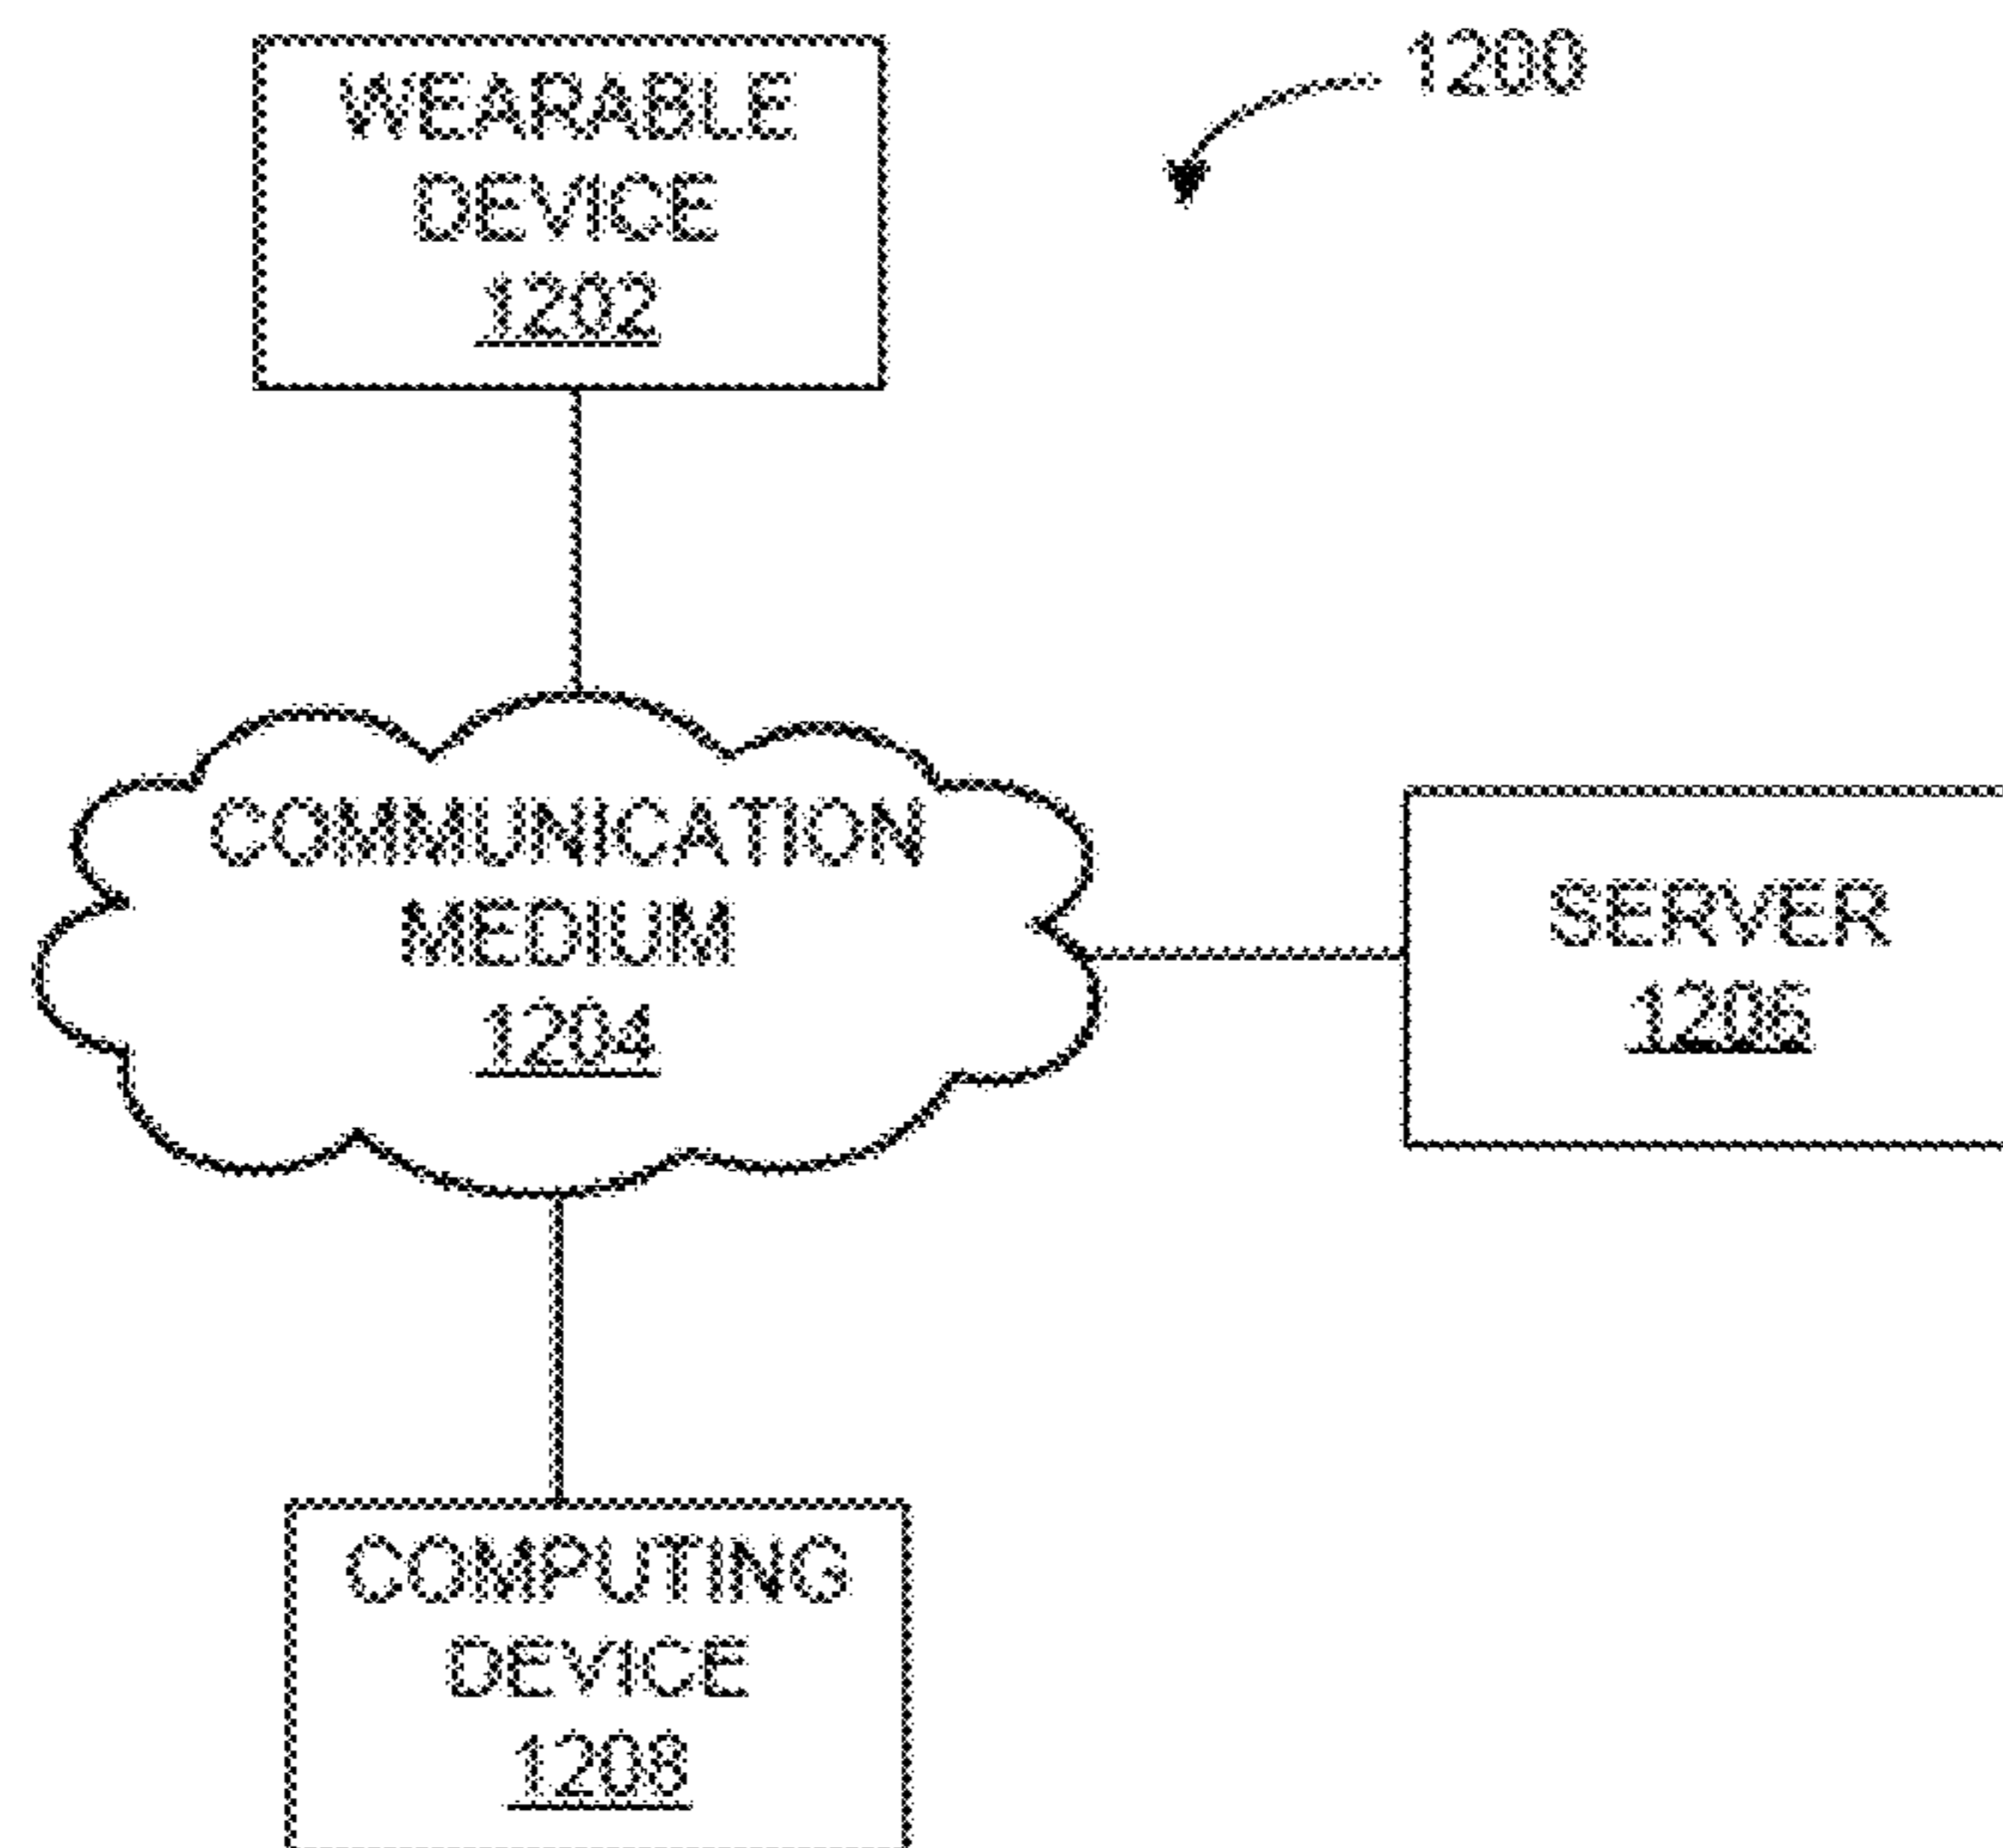 WEARABLE
DEVICE
1202
1200
COMMUNICATION
MEDIUM
1204
SERVER
1206
COMPUTING
DEVICE
1208